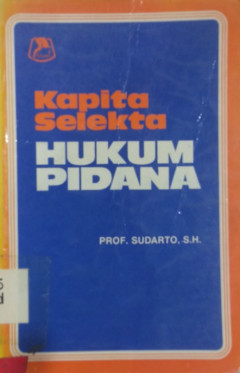 Kapita
Selekta
HUKUM
PIDANA
PROF. SUDARTO, S.H.